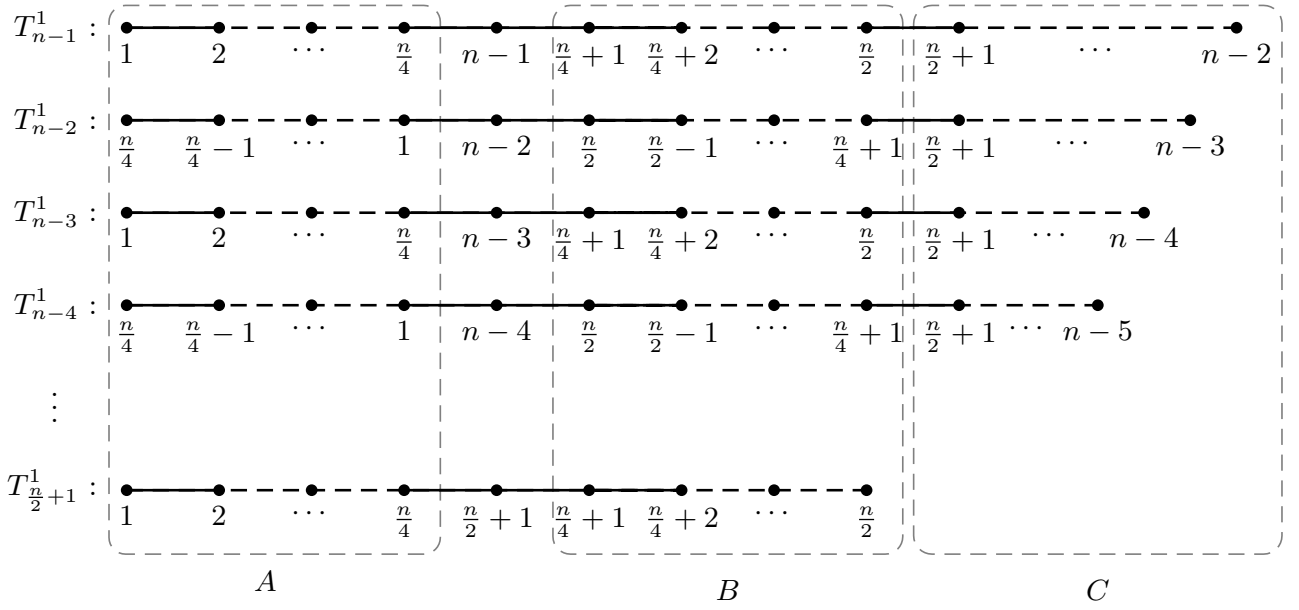 T^1_{n-1} :
1 2 ⋯ n/4 n − 1 n/4 + 1 n/4 + 2 ⋯ n/2 n/2 + 1 ⋯ n − 2
T^1_{n-2} :
n/4 n/4 − 1 ⋯ 1 n − 2 n/2 n/2 − 1 ⋯ n/4 + 1 n/2 + 1 ⋯ n − 3
T^1_{n-3} :
1 2 ⋯ n/4 n − 3 n/4 + 1 n/4 + 2 ⋯ n/2 n/2 + 1 ⋯ n − 4
T^1_{n-4} :
n/4 n/4 − 1 ⋯ 1 n − 4 n/2 n/2 − 1 ⋯ n/4 + 1 n/2 + 1 ⋯ n − 5
⋮
T^1_{n/2+1} :
1 2 ⋯ n/4 n/2 + 1 n/4 + 1 n/4 + 2 ⋯ n/2
A B C